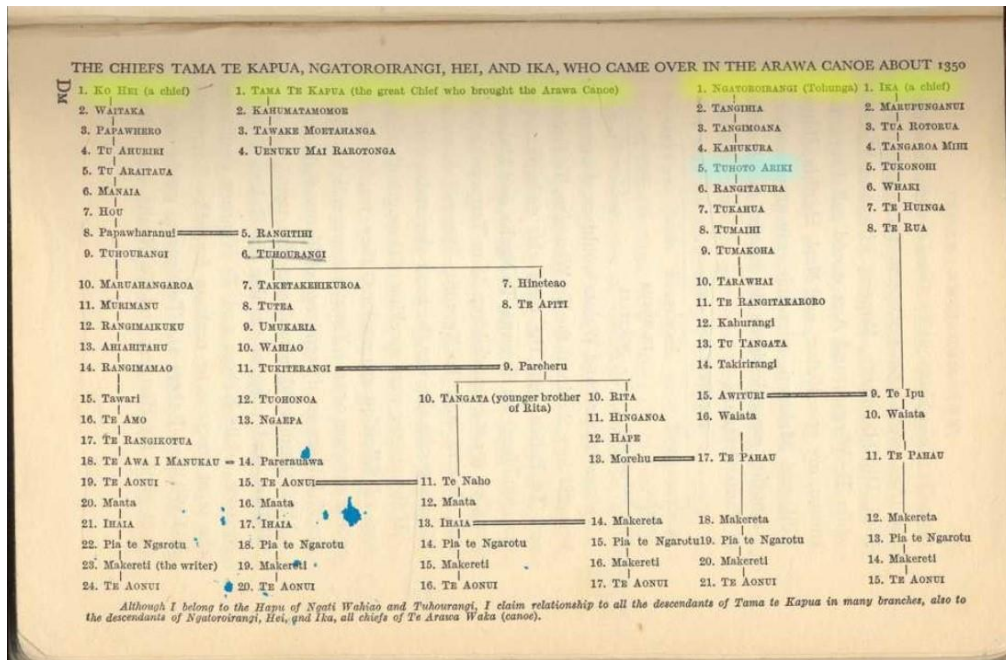 THE CHIEFS TAMA TE KAPUA, NGATOROIRANGI, HEI, AND IKA, WHO CAME OVER IN THE ARAWA CANOE ABOUT 1350
DM
1. KO HEI (a chief) 1. TAMA TE KAPUA (the great Chief who brought the Arawa Canoe) 1. NGATOROIRANGI (Tohunga) 1. IKA (a chief)
2. WAITAKA 2. KAHUMATAMOMOE 2. TANGIHIA 2. MARUPUNGANUI
3. PAPAWHERO 3. TAWAKE MOETAHANGA 3. TANGIMOANA 3. TUA ROTORUA
4. TU AHURIRI 4. UENUKU MAI RAROTONGA 4. KAHUKURA 4. TANGAROA MIHI
5. TU ARAITAUA 5. TUHOTO ARIKI 5. TUKONOHI
6. MANAIA 6. RANGITAUIRA 6. WHAKI
7. HOU 7. TUKAHUA 7. TE HUINGA
8. Papawharanui 5. RANGITIHI 8. TUMAIHI 8. TE RUA
9. TUHOURANGI 6. TUHOURANGI 9. TUMAKOHA
10. MARUAHANGAROA 7. TAKETAKEHIKUROA 7. Hineteao 10. TARAWHAI
11. MURIMANU 8. TUTEA 8. TE APITI 11. TE RANGITAKARORO
12. RANGIMAIKUKU 9. UMUKARIA 12. Kahurangi
13. AHIAHITAHU 10. WAHIAO 13. TU TANGATA
14. RANGIMAMAO 11. TUKITERANGI 9. Pareheru 14. Takirirangi
15. Tawari 12. TUOHONOA 10. TANGATA (younger brother of Rita) 10. RITA 15. AWITURI 9. Te Ipu
16. TE AMO 13. NGAEPA 11. HINGANOA 16. Waiata 10. Waiata
17. TE RANGIKOTUA 12. HAPE
18. TE AWA I MANUKAU 14. Parerauawa 13. Morehu 17. TE PAHAU 11. TE PAHAU
19. TE AONUI 15. TE AONUI 11. Te Naho
20. Maata 16. Maata 12. Maata
21. IHAIA 17. IHAIA 13. IHAIA 14. Makereta 18. Makereta 12. Makereta
22. Pia te Ngarotu 18. Pia te Ngarotu 14. Pia te Ngarotu 15. Pia te Ngarotu 19. Pia te Ngarotu 13. Pia te Ngarotu
23. Makereti (the writer) 19. Makereti 15. Makereti 16. Makereti 20. Makereti 14. Makereti
24. TE AONUI 20. TE AONUI 16. TE AONUI 17. TE AONUI 21. TE AONUI 15. TE AONUI
Although I belong to the Hapu of Ngati Wahiao and Tuhourangi, I claim relationship to all the descendants of Tama te Kapua in many branches, also to
the descendants of Ngatoroirangi, Hei, and Ika, all chiefs of Te Arawa Waka (canoe).